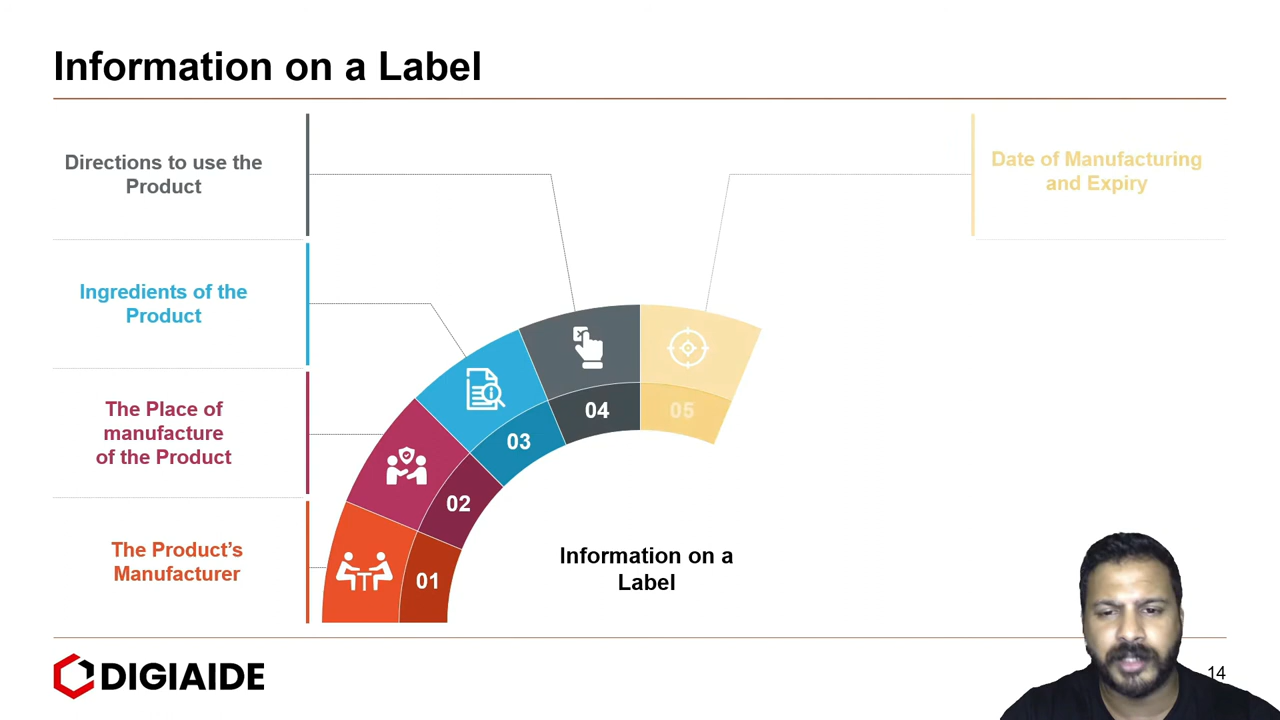 Information on a Label
Directions to use the
Product
Date of Manufacturing
and Expiry
Ingredients of the
Product
The Place of
manufacture
of the Product
The Product’s
Manufacturer
01
02
03
04
05
Information on a
Label
DIGIAIDE
14